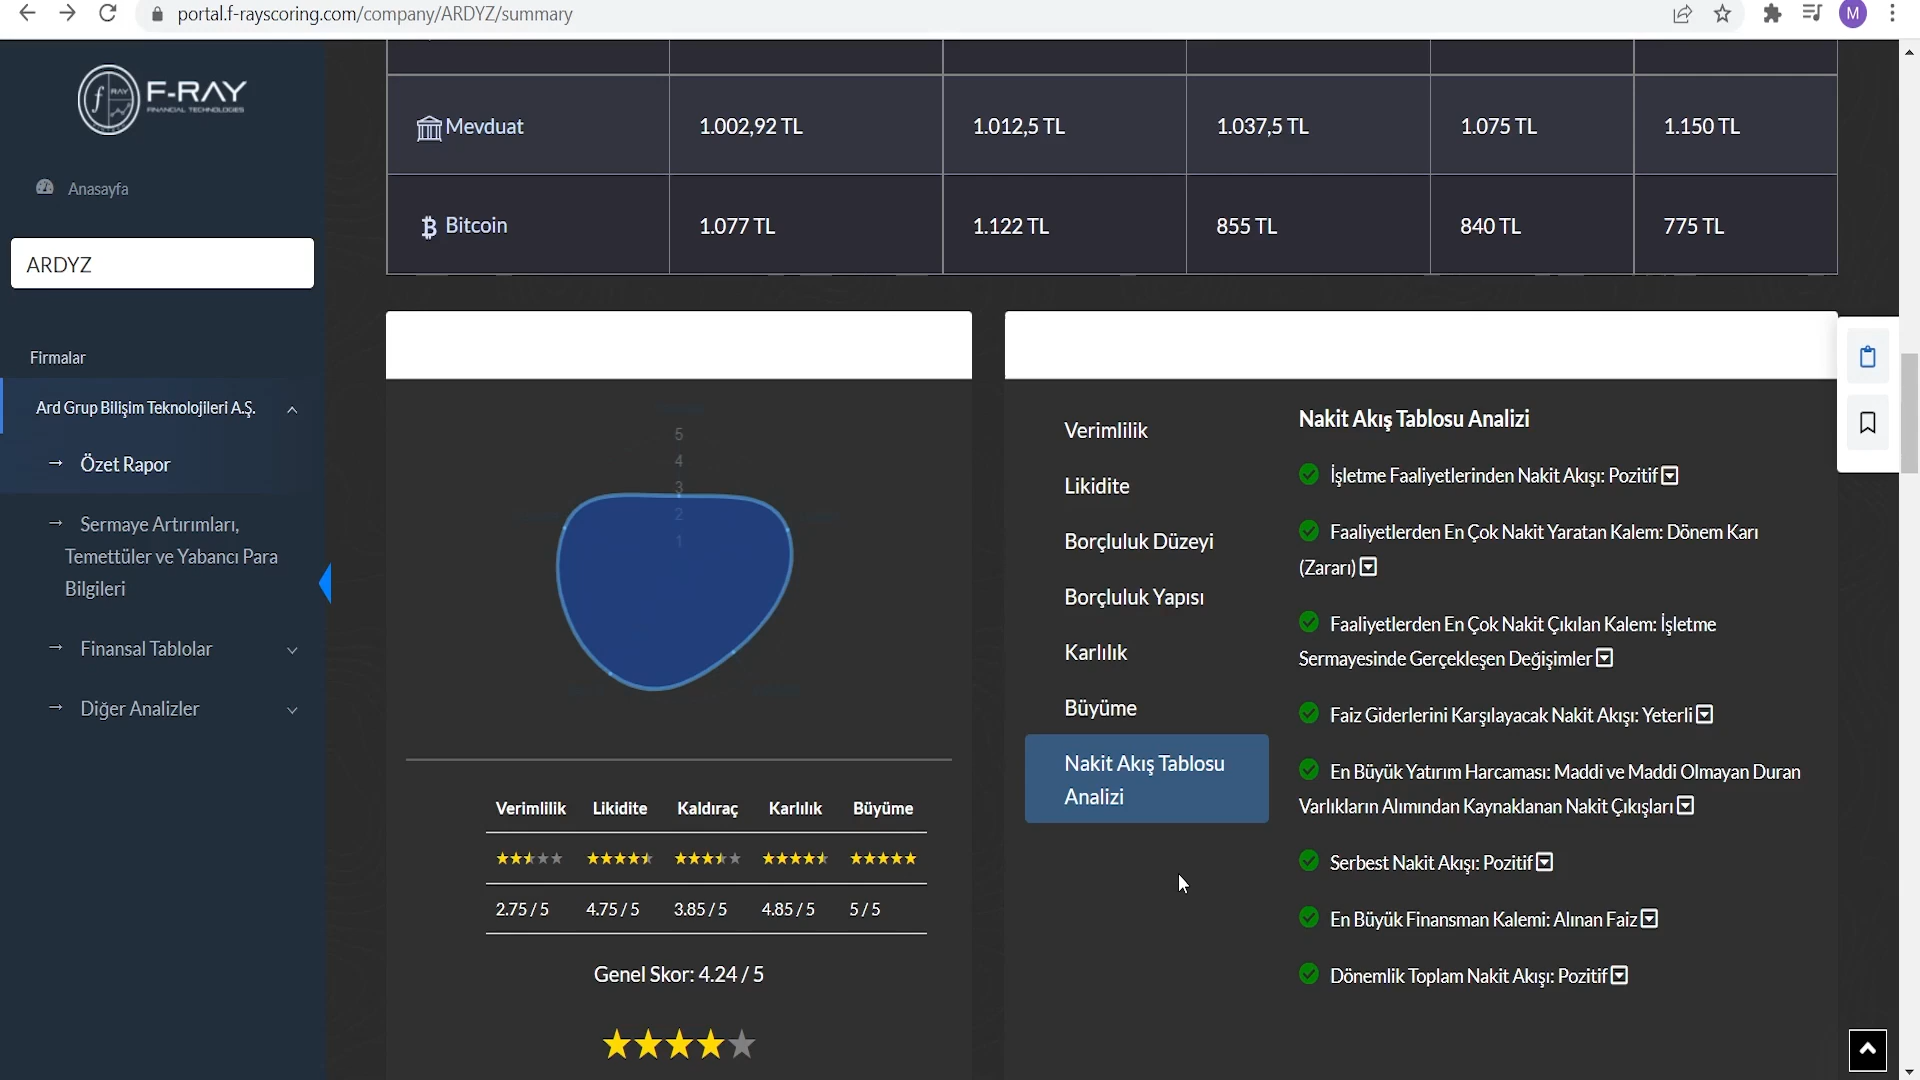 portal.f-rayscoring.com/company/ARDYZ/summary
M
f RAY F-RAY
FINANCIAL TECHNOLOGIES
Anasayfa
ARDYZ
Firmalar
Ard Grup Bilişim Teknolojileri A.Ş.
→ Özet Rapor
→ Sermaye Artırımları,
Temettüler ve Yabancı Para
Bilgileri
→ Finansal Tablolar
→ Diğer Analizler
Mevduat 1.002,92 TL 1.012,5 TL 1.037,5 TL 1.075 TL 1.150 TL
Bitcoin 1.077 TL 1.122 TL 855 TL 840 TL 775 TL
5
4
3
2
1
Verimlilik Likidite Kaldıraç Karlılık Büyüme
2.75 / 5 4.75 / 5 3.85 / 5 4.85 / 5 5 / 5
Genel Skor: 4.24 / 5
Verimlilik
Likidite
Borçluluk Düzeyi
Borçluluk Yapısı
Karlılık
Büyüme
Nakit Akış Tablosu
Analizi
Nakit Akış Tablosu Analizi
İşletme Faaliyetlerinden Nakit Akışı: Pozitif
Faaliyetlerden En Çok Nakit Yaratan Kalem: Dönem Karı
(Zararı)
Faaliyetlerden En Çok Nakit Çıkılan Kalem: İşletme
Sermayesinde Gerçekleşen Değişimler
Faiz Giderlerini Karşılayacak Nakit Akışı: Yeterli
En Büyük Yatırım Harcaması: Maddi ve Maddi Olmayan Duran
Varlıkların Alımından Kaynaklanan Nakit Çıkışları
Serbest Nakit Akışı: Pozitif
En Büyük Finansman Kalemi: Alınan Faiz
Dönemlik Toplam Nakit Akışı: Pozitif